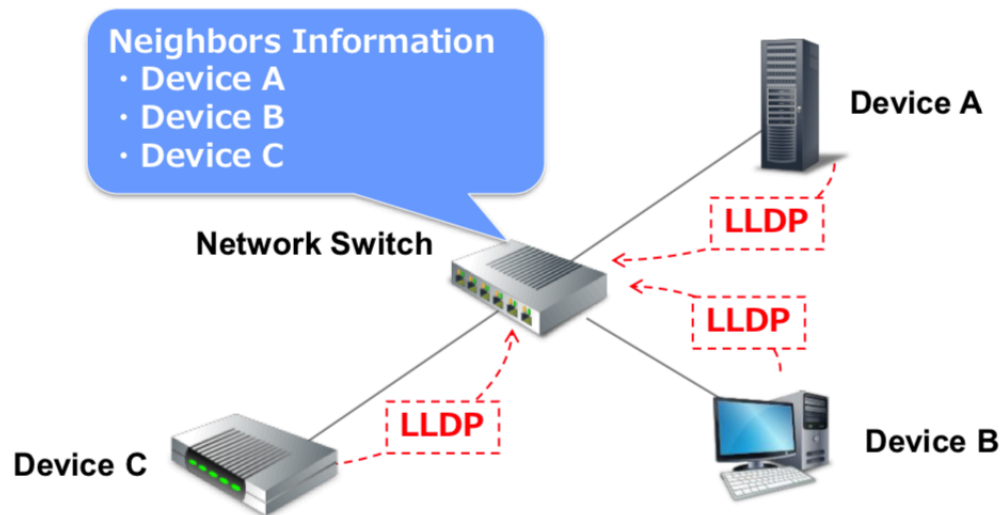 Neighbors Information
・Device A
・Device B
・Device C
Device A
LLDP
Network Switch
LLDP
LLDP
Device B
Device C